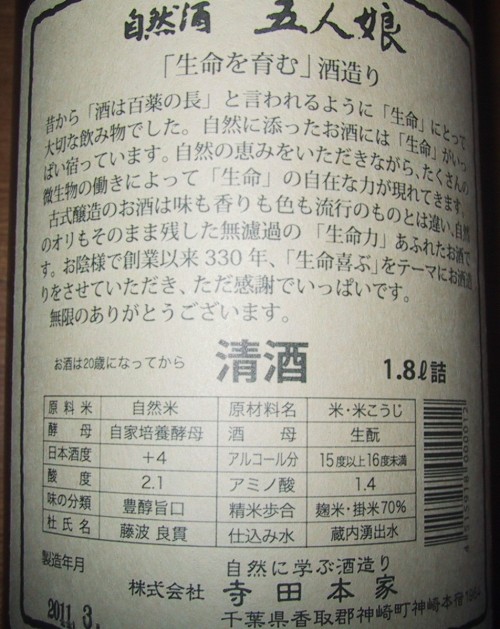 自然酒 五人娘
「生命を育む」酒造り
昔から「酒は百薬の長」と言われるように「生命」にとって
大切な飲み物でした。自然に添ったお酒には「生命」がいっ
ぱい宿っています。自然の恵みをいただきながら、たくさんの
微生物の働きによって「生命」の自在な力が現れてきます。
古式醸造のお酒は味も香りも色も流行のものとは違い、自然
のオリもそのまま残した無濾過の「生命力」あふれたお酒で
す。お陰様で創業以来330年、「生命喜ぶ」をテーマにお酒造
りをさせていただき、ただ感謝でいっぱいです。
無限のありがとうございます。
お酒は20歳になってから 清酒 1.8ℓ詰
原料米 自然米 原材料名 米・米こうじ
酵母 自家培養酵母 酒母 生酛
日本酒度 +4 アルコール分 15度以上16度未満
酸度 2.1 アミノ酸 1.4
味の分類 豊醇旨口 精米歩合 麹米・掛米70%
杜氏名 藤波 良貫 仕込み水 蔵内湧出水
製造年月 自然に学ぶ酒造り
株式会社 寺田本家
2011.3. 千葉県香取郡神崎町神崎本宿1964